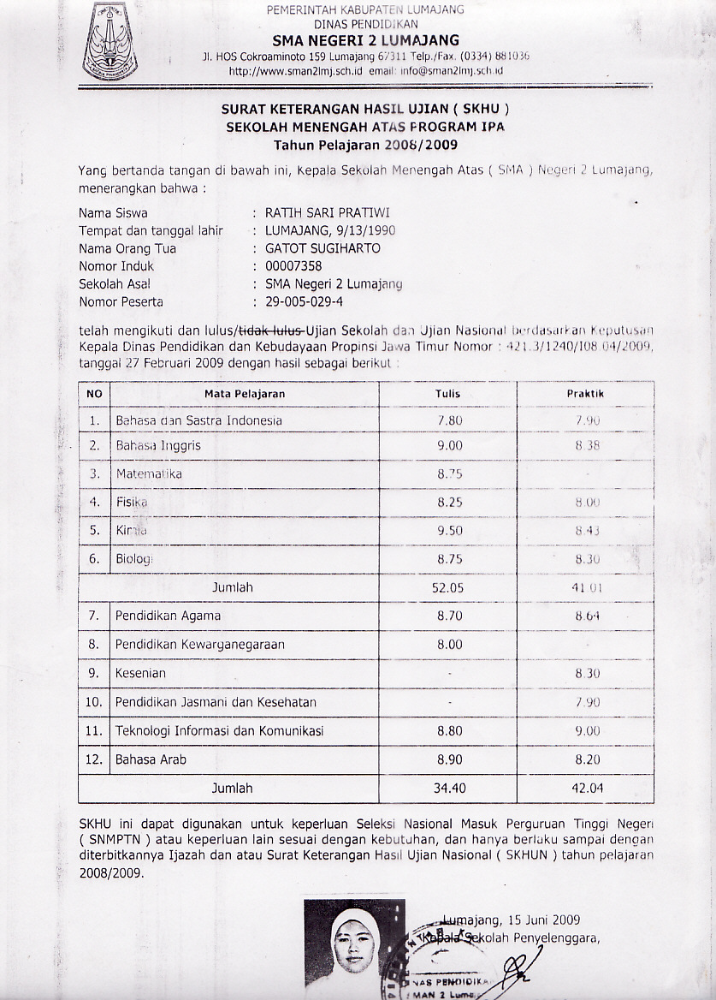 PEMERINTAH KABUPATEN LUMAJANG
DINAS PENDIDIKAN
SMA NEGERI 2 LUMAJANG
Jl. HOS Cokroaminoto 159 Lumajang 67311 Telp./Fax. (0334) 881036
http://www.sman2lmj.sch.id email: info@sman2lmj.sch.id
SURAT KETERANGAN HASIL UJIAN ( SKHU )
SEKOLAH MENENGAH ATAS PROGRAM IPA
Tahun Pelajaran 2008/2009
Yang bertanda tangan di bawah ini, Kepala Sekolah Menengah Atas ( SMA ) Negeri 2 Lumajang,
menerangkan bahwa :
Nama Siswa : RATIH SARI PRATIWI
Tempat dan tanggal lahir : LUMAJANG, 9/13/1990
Nama Orang Tua : GATOT SUGIHARTO
Nomor Induk : 00007358
Sekolah Asal : SMA Negeri 2 Lumajang
Nomor Peserta : 29-005-029-4
telah mengikuti dan lulus/tidak lulus Ujian Sekolah dan Ujian Nasional berdasarkan Keputusan
Kepala Dinas Pendidikan dan Kebudayaan Propinsi Jawa Timur Nomor : 421.3/1240/108.04/2009,
tanggal 27 Februari 2009 dengan hasil sebagai berikut :
NO Mata Pelajaran Tulis Praktik
1. Bahasa dan Sastra Indonesia 7.80 7.90
2. Bahasa Inggris 9.00 8.38
3. Matematika 8.75 -
4. Fisika 8.25 8.00
5. Kimia 9.50 8.43
6. Biologi 8.75 8.30
Jumlah 52.05 41.01
7. Pendidikan Agama 8.70 8.64
8. Pendidikan Kewarganegaraan 8.00 -
9. Kesenian - 8.30
10. Pendidikan Jasmani dan Kesehatan - 7.90
11. Teknologi Informasi dan Komunikasi 8.80 9.00
12. Bahasa Arab 8.90 8.20
Jumlah 34.40 42.04
SKHU ini dapat digunakan untuk keperluan Seleksi Nasional Masuk Perguruan Tinggi Negeri
( SNMPTN ) atau keperluan lain sesuai dengan kebutuhan, dan hanya berlaku sampai dengan
diterbitkannya Ijazah dan atau Surat Keterangan Hasil Ujian Nasional ( SKHUN ) tahun pelajaran
2008/2009.
Lumajang, 15 Juni 2009
Kepala Sekolah Penyelenggara,
NAS PENDIDIKA
MAN 2 Luma